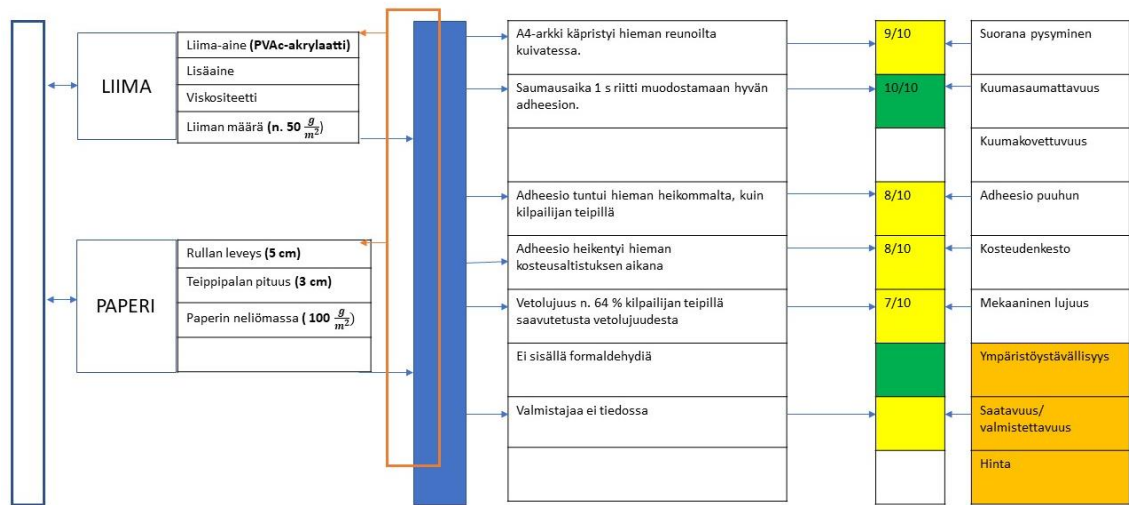 LIIMA
Liima-aine (PVAc-akrylaatti)
Lisäaine
Viskositeetti
Liiman määrä (n. 50 g/m²)
PAPERI
Rullan leveys (5 cm)
Teippipalan pituus (3 cm)
Paperin neliömassa ( 100 g/m²)
A4-arkki käpristyi hieman reunoilta
kuivatessa.
9/10
Suorana pysyminen
Saumausaika 1 s riitti muodostamaan hyvän
adheesion.
10/10
Kuumasaumattavuus
Kuumakovettuvuus
Adheesio tuntui hieman heikommalta, kuin
kilpailijan teipillä
8/10
Adheesio puuhun
Adheesio heikentyi hieman
kosteusaltistuksen aikana
8/10
Kosteudenkesto
Vetolujuus n. 64 % kilpailijan teipillä
saavutetusta vetolujuudesta
7/10
Mekaaninen lujuus
Ei sisällä formaldehydiä
Ympäristöystävällisyys
Valmistajaa ei tiedossa
Saatavuus/
valmistettavuus
Hinta